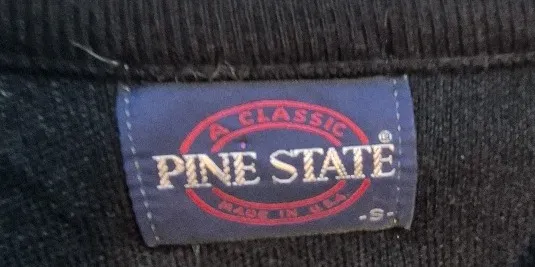 A CLASSIC
PINE STATE®
MADE IN U.S.A.
-S-